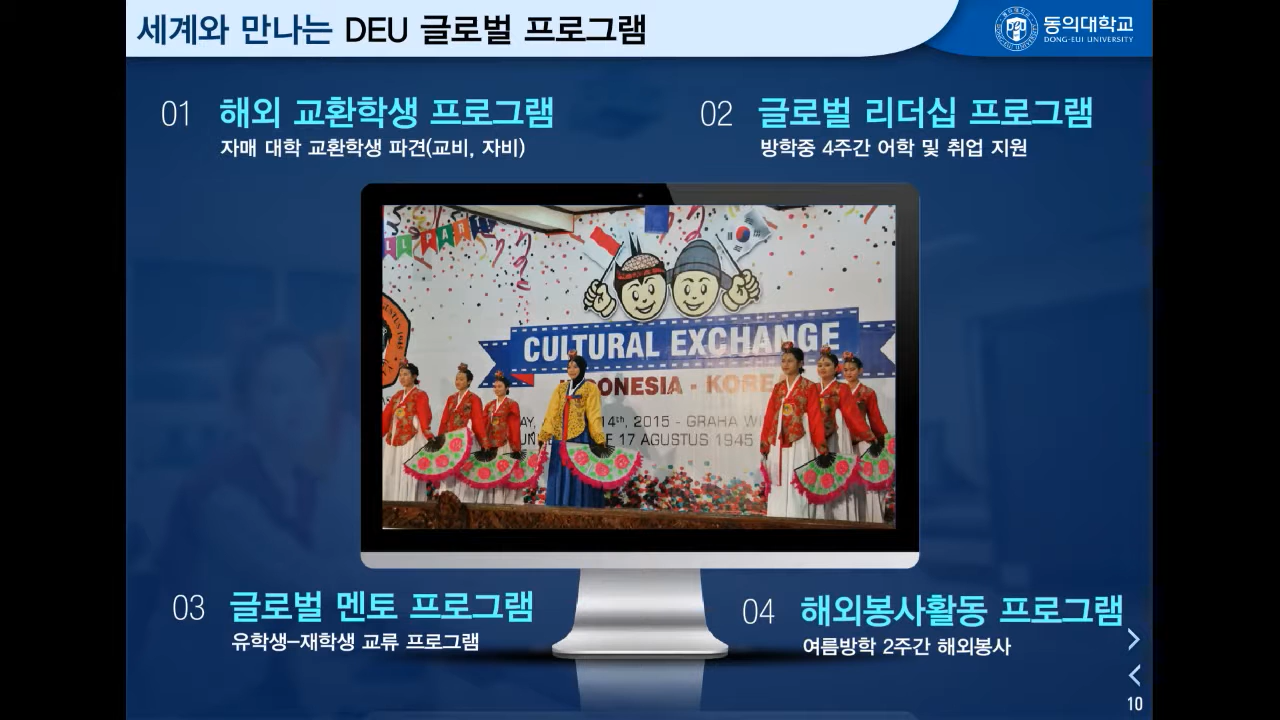 세계와 만나는 DEU 글로벌 프로그램
동의대학교
DONG-EUI UNIVERSITY
01 해외 교환학생 프로그램
자매 대학 교환학생 파견(교비, 자비)
02 글로벌 리더십 프로그램
방학중 4주간 어학 및 취업 지원
CULTURAL EXCHANGE
INDONESIA - KOREA
14th, 2015 - GRAHA
17 AGUSTUS 1945
03 글로벌 멘토 프로그램
유학생-재학생 교류 프로그램
04 해외봉사활동 프로그램
여름방학 2주간 해외봉사
10